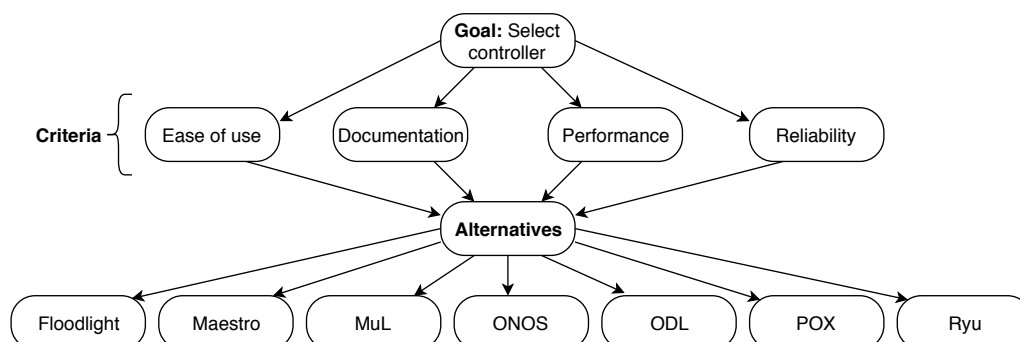 Goal: Select
controller
Criteria
Ease of use
Documentation
Performance
Reliability
Alternatives
Floodlight
Maestro
MuL
ONOS
ODL
POX
Ryu